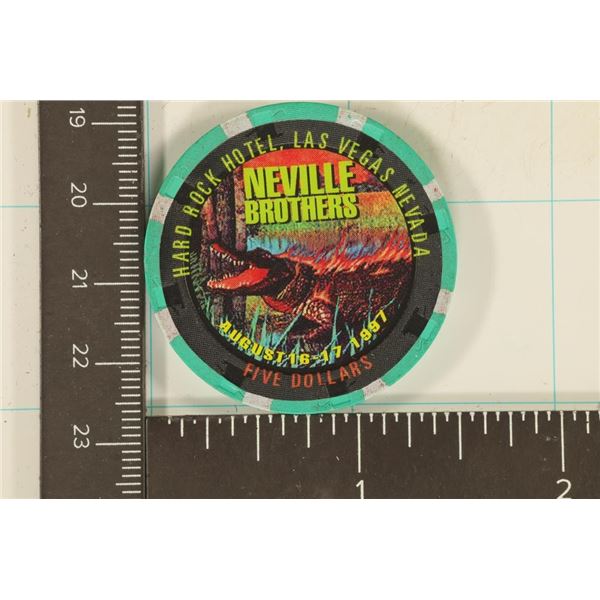 HARD ROCK HOTEL, LAS VEGAS NEVADA
NEVILLE
BROTHERS
AUGUST 16-17 1997
FIVE DOLLARS
19
20
21
22
23
1
2